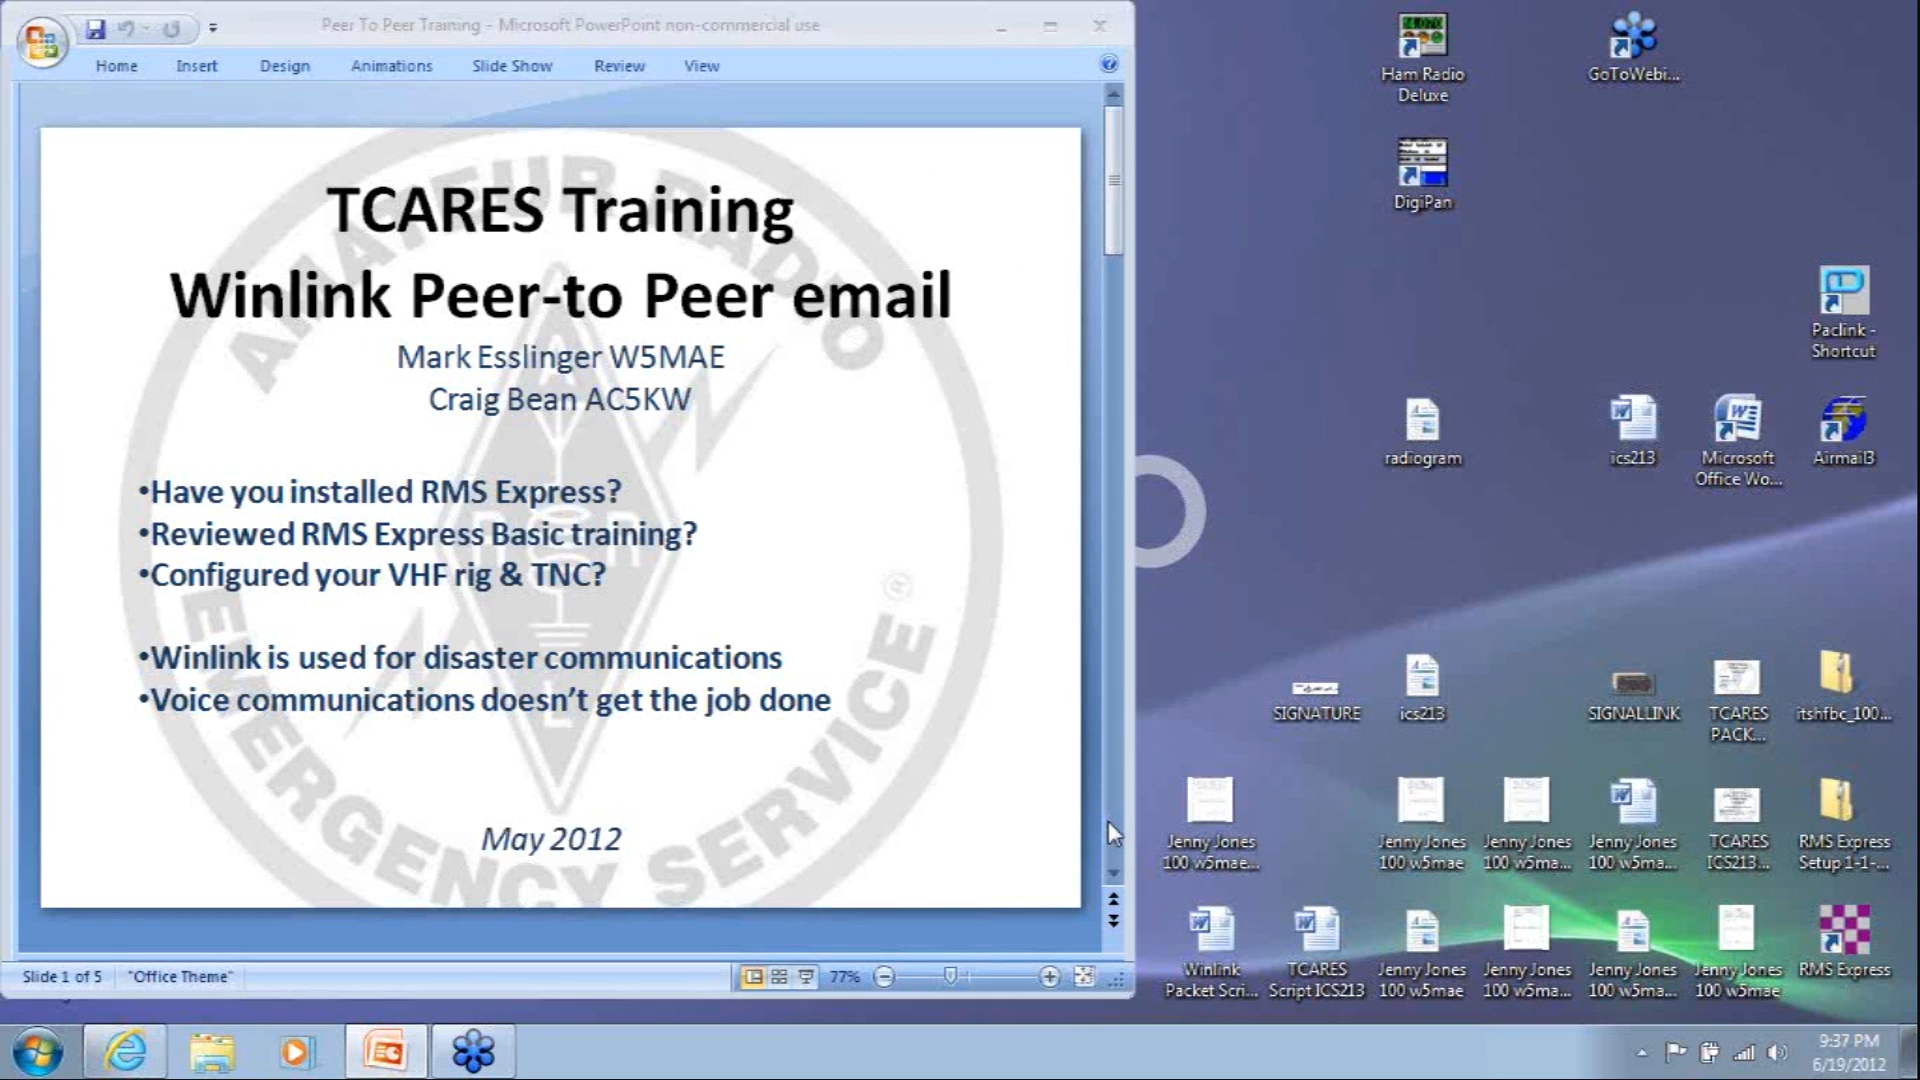 Peer To Peer Training - Microsoft PowerPoint non-commercial use
Home Insert Design Animations Slide Show Review View
AMATEUR RADIO
EMERGENCY SERVICE®
TCARES Training
Winlink Peer-to Peer email
Mark Esslinger W5MAE
Craig Bean AC5KW
•Have you installed RMS Express?
•Reviewed RMS Express Basic training?
•Configured your VHF rig & TNC?
•Winlink is used for disaster communications
•Voice communications doesn't get the job done
May 2012
Slide 1 of 5 "Office Theme" 77%
Ham Radio
Deluxe
GoToWebi...
DigiPan
Paclink -
Shortcut
radiogram
ics213
Microsoft
Office Wo...
Airmail3
SIGNATURE
ics213
SIGNALLINK
TCARES
PACK...
itshfbc_100...
Jenny Jones
100 w5mae...
Jenny Jones
100 w5mae
Jenny Jones
100 w5ma...
Jenny Jones
100 w5ma...
TCARES
ICS213...
RMS Express
Setup 1-1-...
Winlink
Packet Scri...
TCARES
Script ICS213
Jenny Jones
100 w5mae
Jenny Jones
100 w5ma...
Jenny Jones
100 w5ma...
Jenny Jones
100 w5mae
RMS Express
9:37 PM
6/19/2012